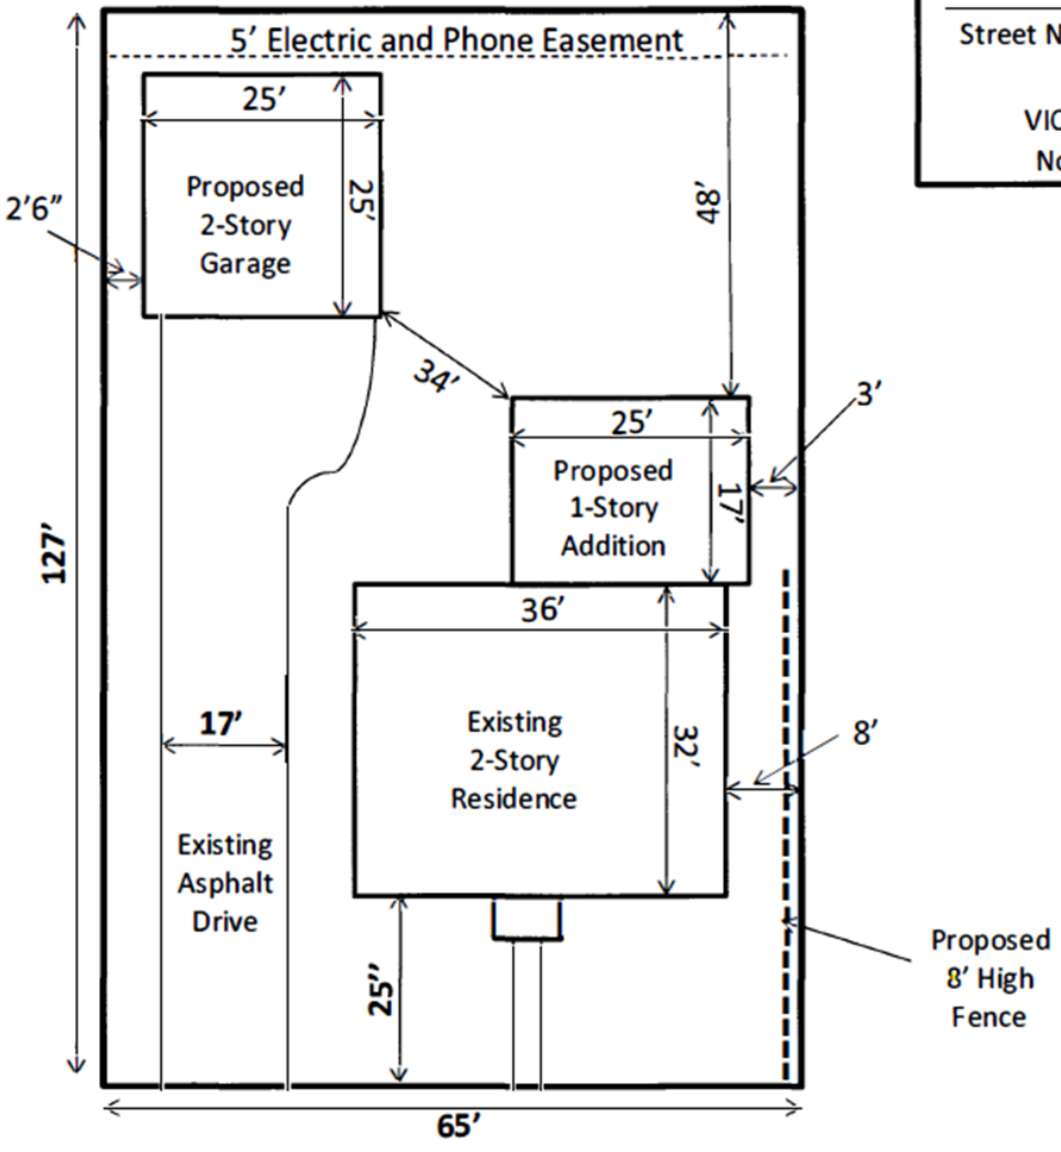 5’ Electric and Phone Easement
Street N
VIC
No
25’
25’
48’
2’6”
Proposed
2-Story
Garage
34’
3’
25’
17’
Proposed
1-Story
Addition
127’
36’
32’
17’
8’
Existing
2-Story
Residence
Existing
Asphalt
Drive
25’’
Proposed
8’ High
Fence
65’